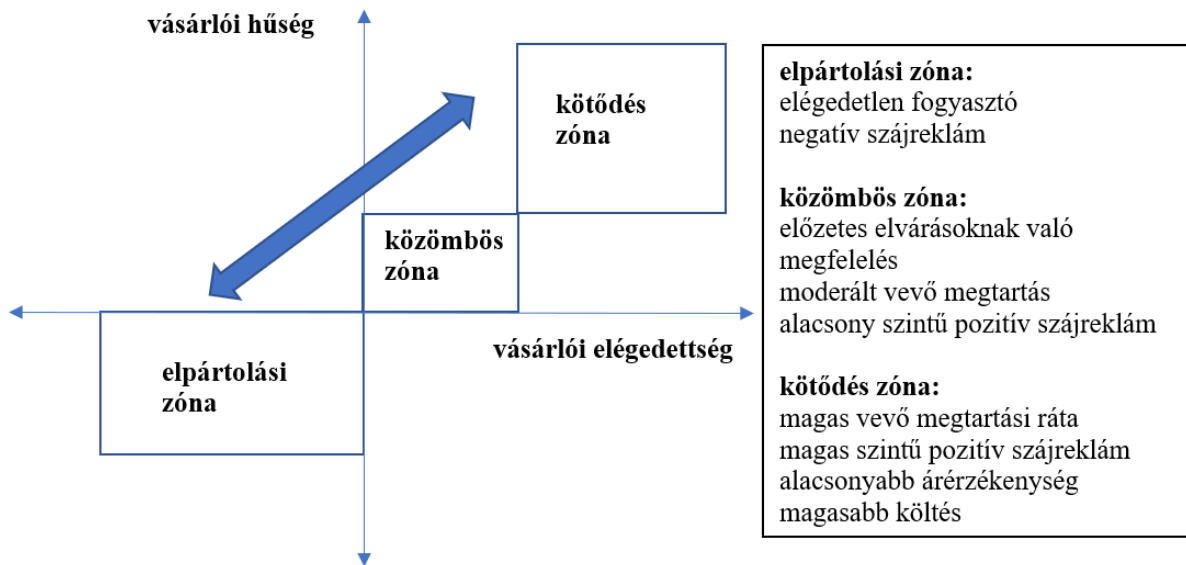 vásárlói hűség
kötődés
zóna
közömbös
zóna
vásárlói elégedettség
elpártolási
zóna
elpártolási zóna:
elégedetlen fogyasztó
negatív szájreklám
közömbös zóna:
előzetes elvárásoknak való
megfelelés
moderált vevő megtartás
alacsony szintű pozitív szájreklám
kötődés zóna:
magas vevő megtartási ráta
magas szintű pozitív szájreklám
alacsonyabb árérzékenység
magasabb költés